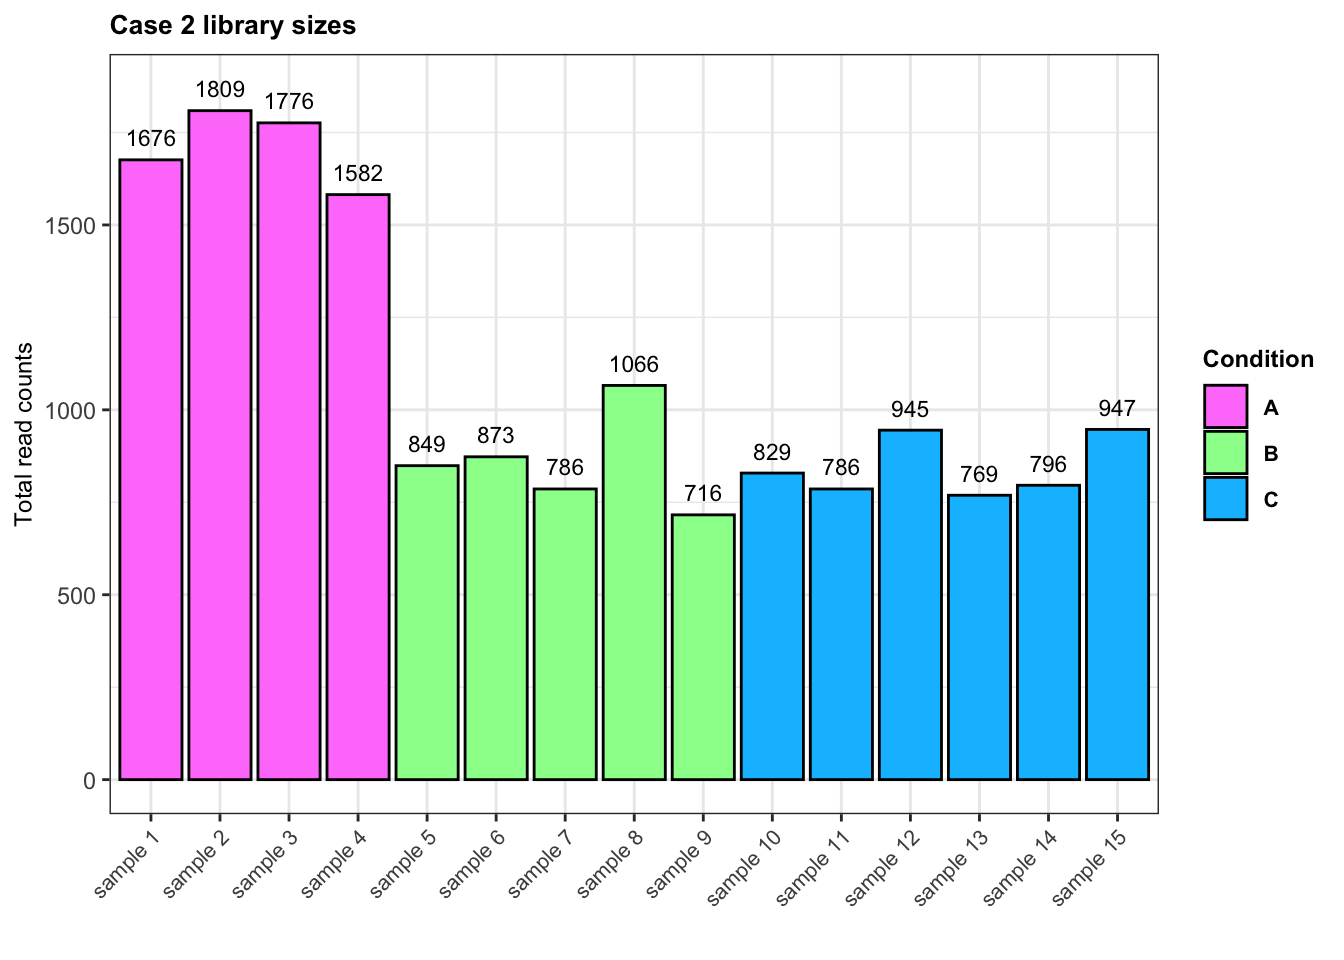 Case 2 library sizes
1809
1776
1676
1582
1500
1066
1000
945
947
849
873
786
829
786
769
796
716
500
0
Total read counts
Condition
A
B
C
sample 1
sample 2
sample 3
sample 4
sample 5
sample 6
sample 7
sample 8
sample 9
sample 10
sample 11
sample 12
sample 13
sample 14
sample 15